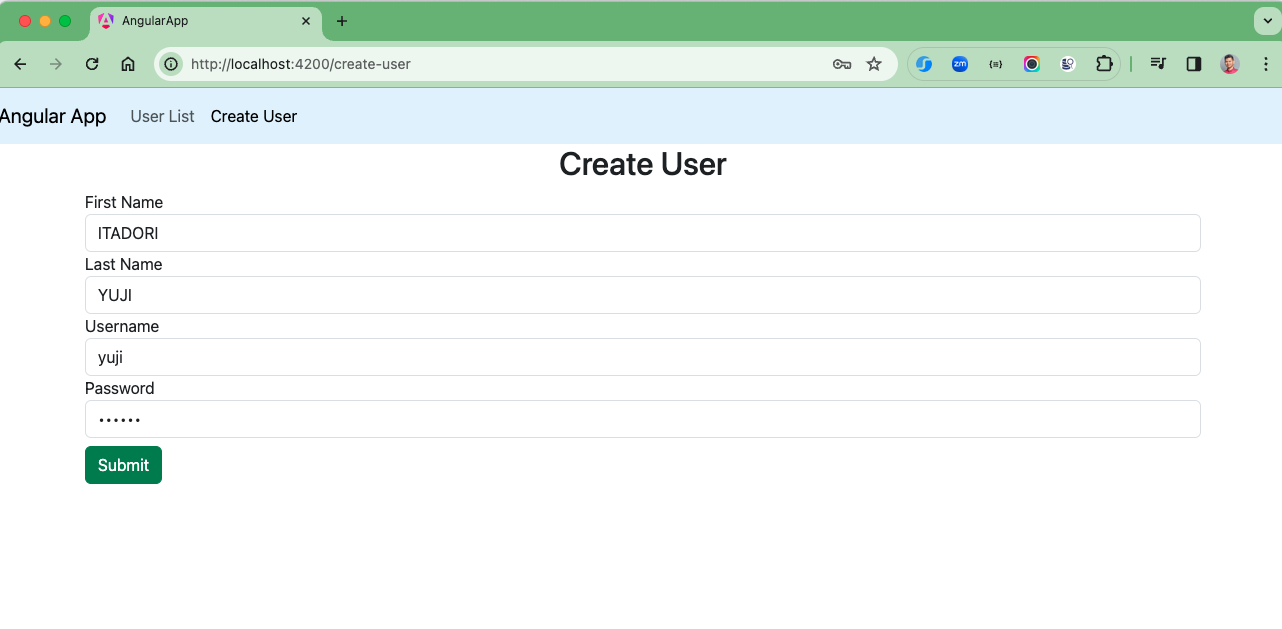 AngularApp
http://localhost:4200/create-user
zm
Angular App User List Create User
Create User
First Name
ITADORI
Last Name
YUJI
Username
yuji
Password
••••••
Submit